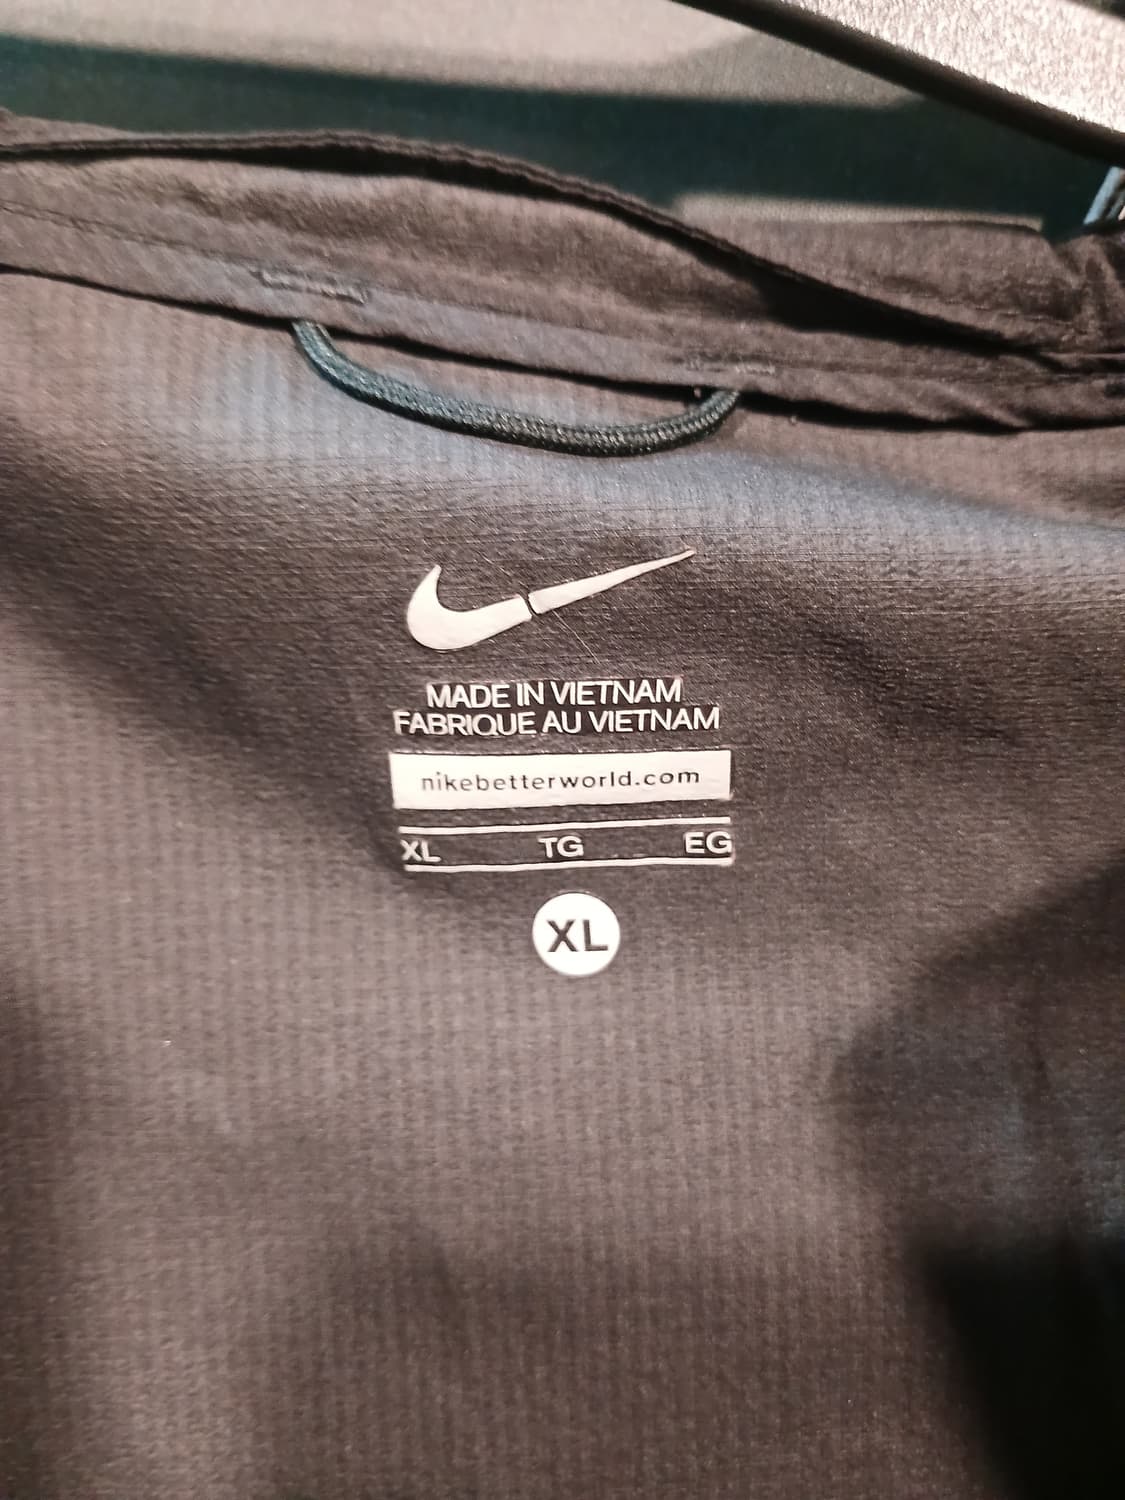 MADE IN VIETNAM
FABRIQUE AU VIETNAM
nikebetterworld.com
XL TG EG
XL